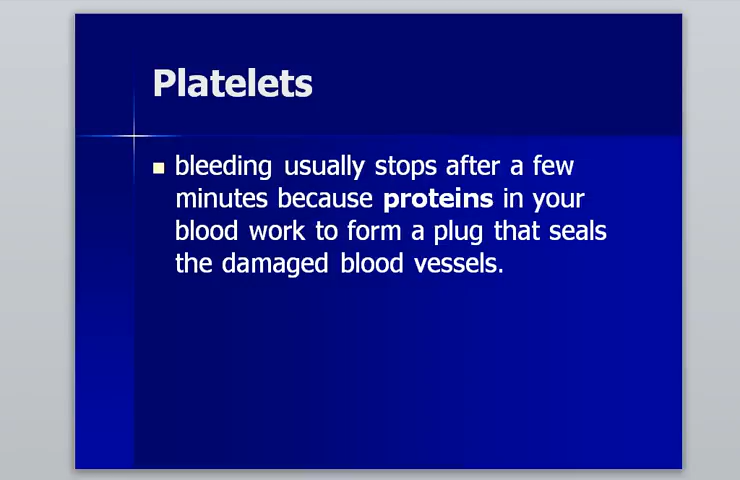 Platelets
bleeding usually stops after a few
minutes because proteins in your
blood work to form a plug that seals
the damaged blood vessels.